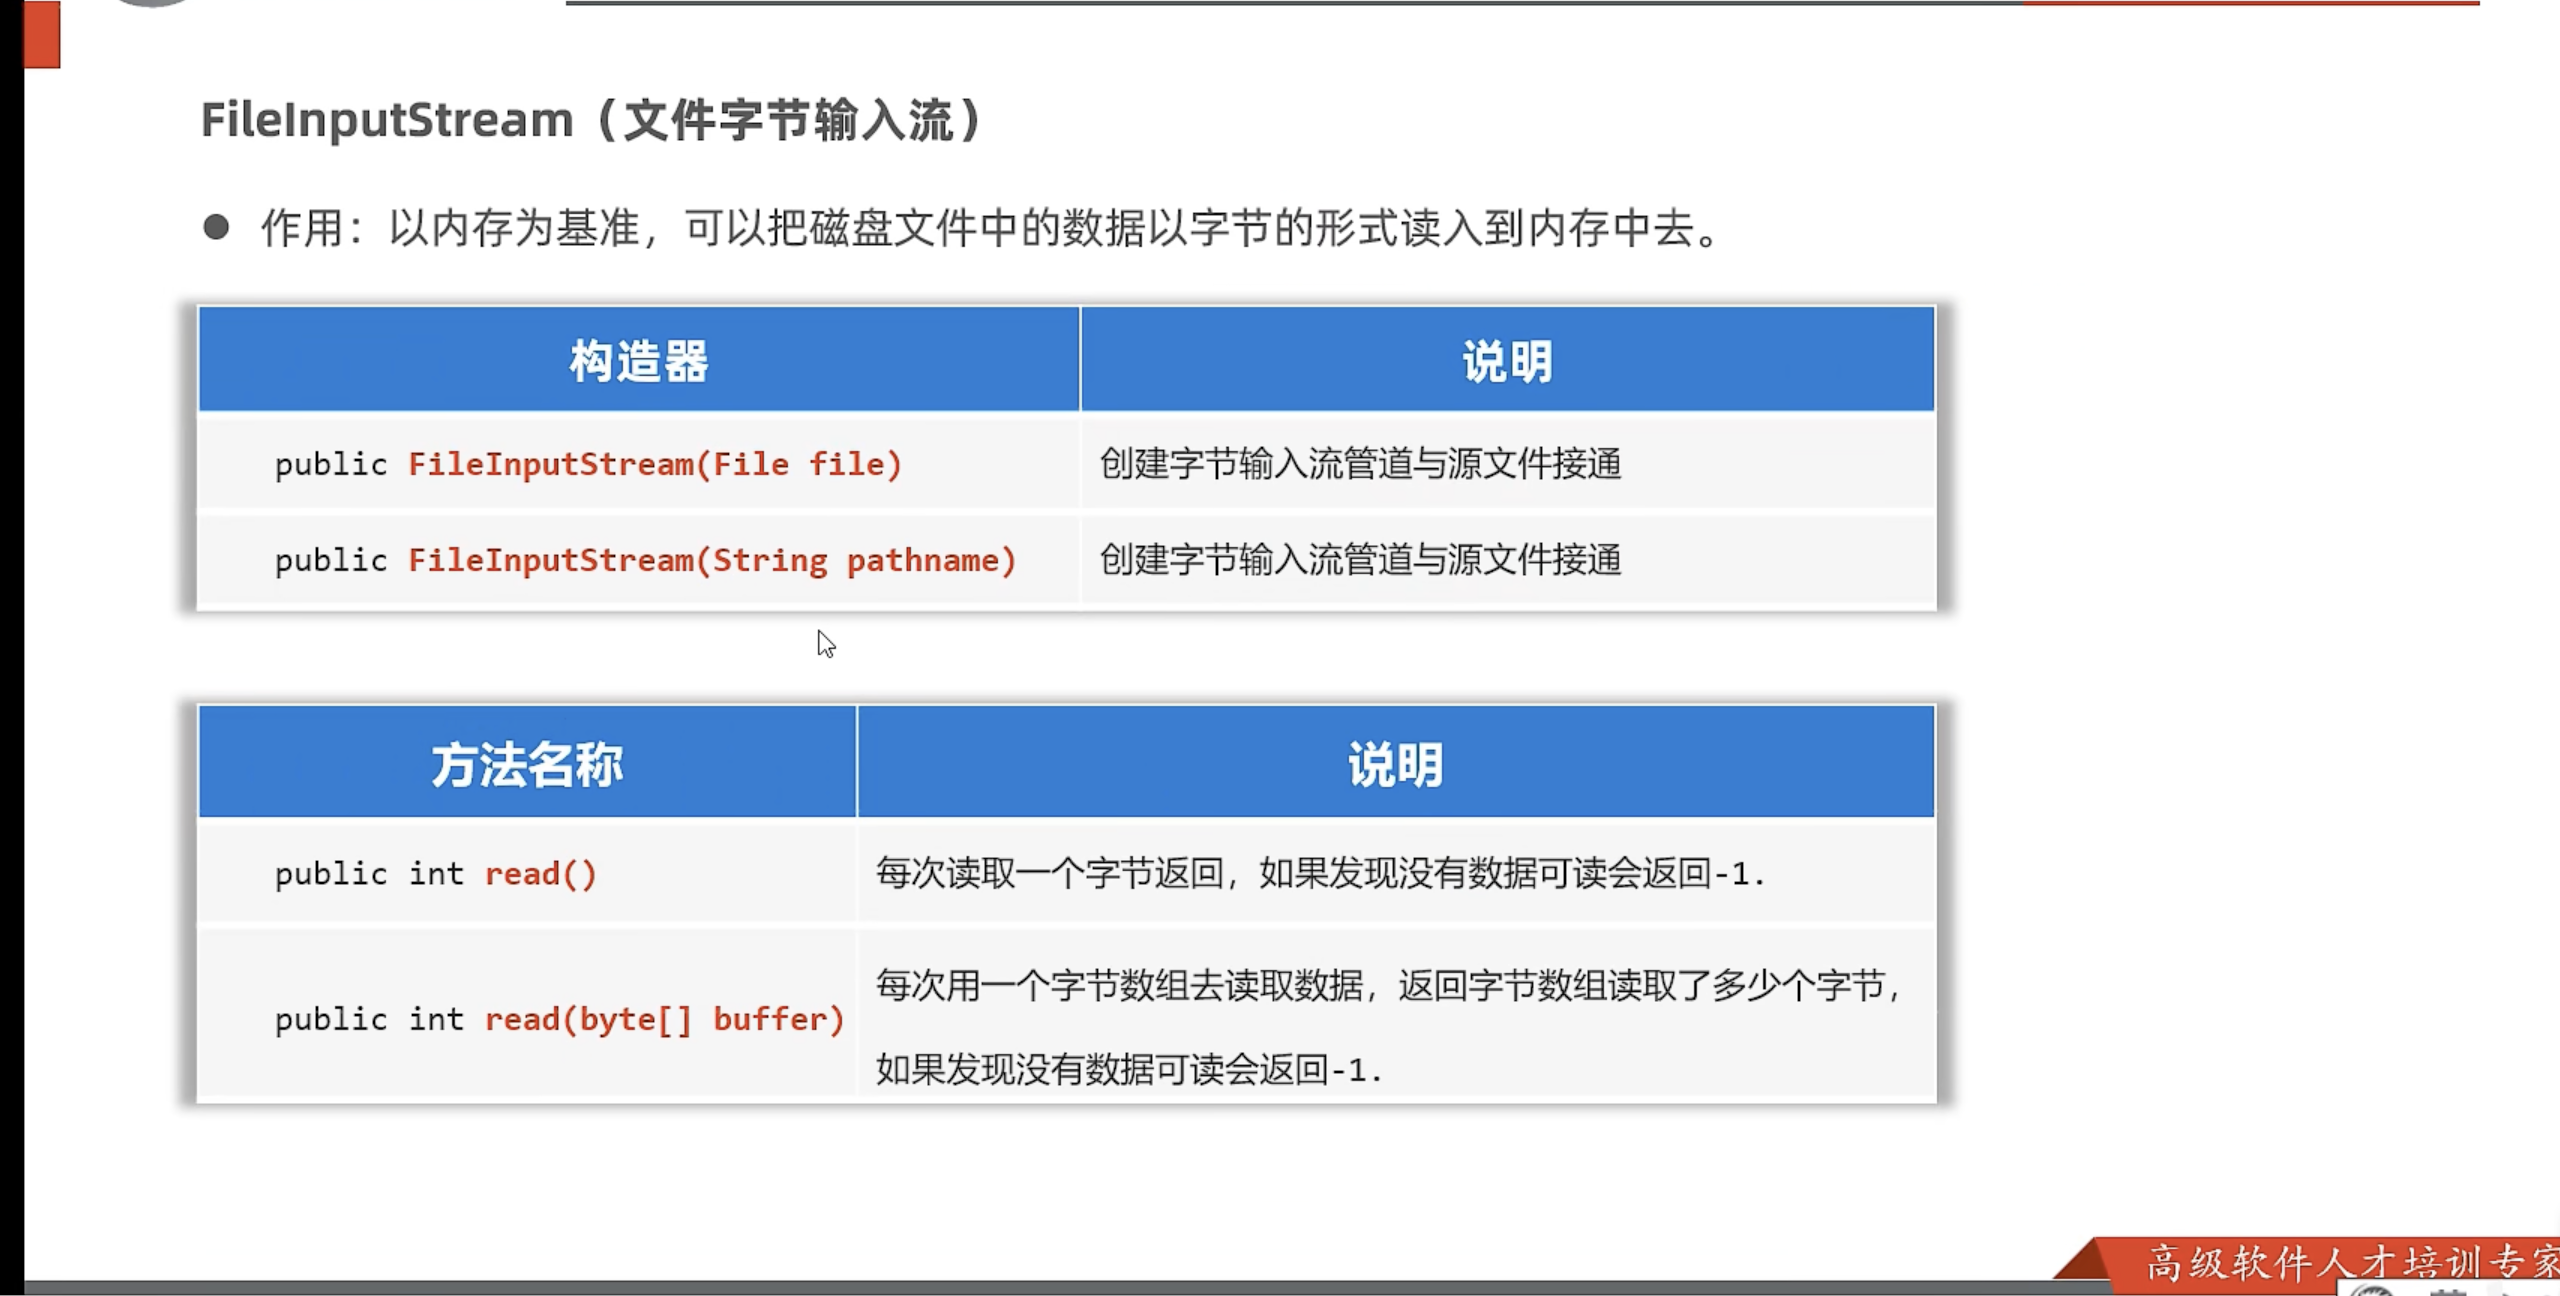 FileInputStream（文件字节输入流）
● 作用：以内存为基准，可以把磁盘文件中的数据以字节的形式读入到内存中去。
构造器 说明
public FileInputStream(File file) 创建字节输入流管道与源文件接通
public FileInputStream(String pathname) 创建字节输入流管道与源文件接通
方法名称 说明
public int read() 每次读取一个字节返回，如果发现没有数据可读会返回-1.
public int read(byte[] buffer) 每次用一个字节数组去读取数据，返回字节数组读取了多少个字节，
如果发现没有数据可读会返回-1.
高级软件人才培训专家